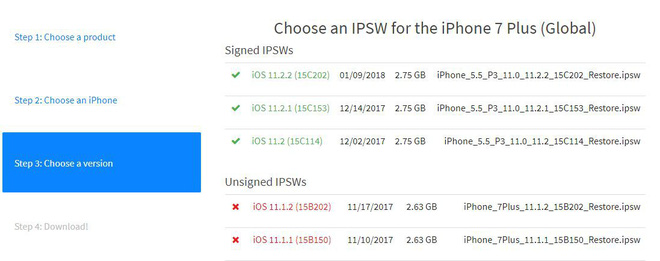 Choose an IPSW for the iPhone 7 Plus (Global)
Step 1: Choose a product
Step 2: Choose an iPhone
Step 3: Choose a version
Step 4: Download!
Signed IPSWs
✔ iOS 11.2.2 (15C202) 01/09/2018 2.75 GB iPhone_5.5_P3_11.0_11.2.2_15C202_Restore.ipsw
✔ iOS 11.2.1 (15C153) 12/14/2017 2.75 GB iPhone_5.5_P3_11.0_11.2.1_15C153_Restore.ipsw
✔ iOS 11.2 (15C114) 12/02/2017 2.75 GB iPhone_5.5_P3_11.0_11.2_15C114_Restore.ipsw
Unsigned IPSWs
✖ iOS 11.1.2 (15B202) 11/17/2017 2.63 GB iPhone_7Plus_11.1.2_15B202_Restore.ipsw
✖ iOS 11.1.1 (15B150) 11/10/2017 2.63 GB iPhone_7Plus_11.1.1_15B150_Restore.ipsw